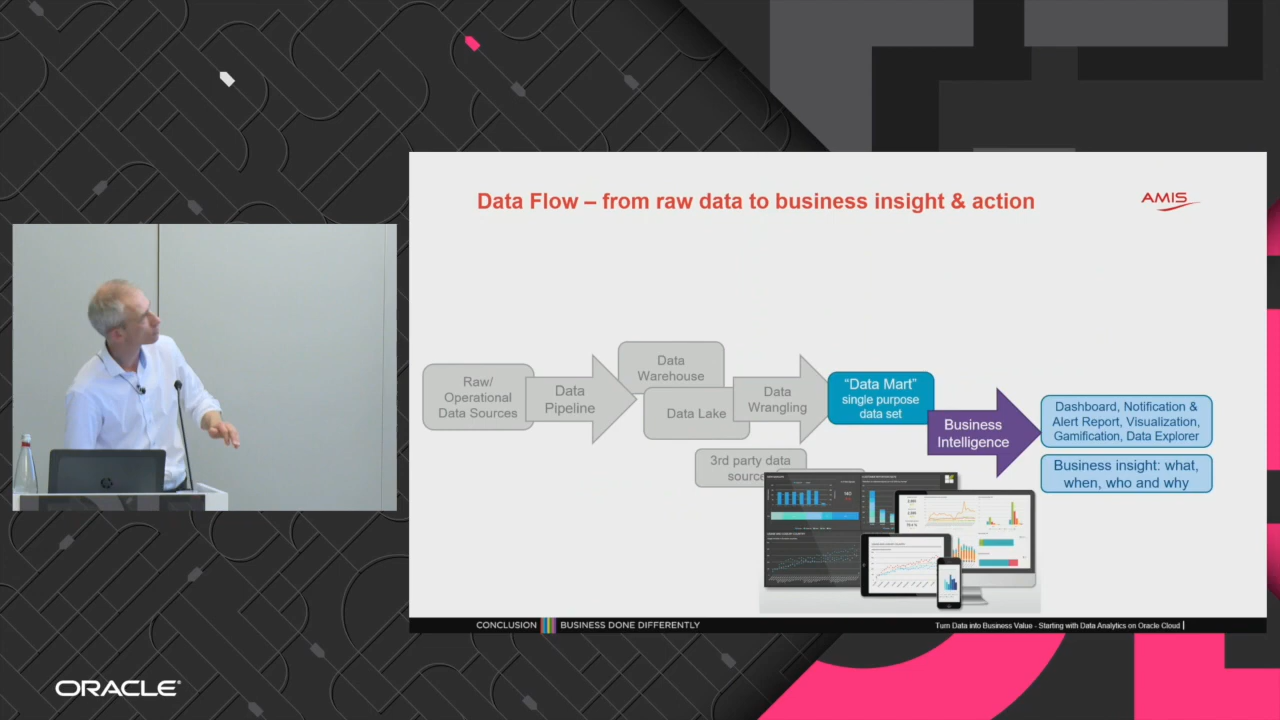 Data Flow – from raw data to business insight & action
AMIS
Raw/
Operational
Data Sources
Data
Pipeline
Data
Warehouse
Data Lake
Data
Wrangling
"Data Mart"
single purpose
data set
Business
Intelligence
Dashboard, Notification &
Alert Report, Visualization,
Gamification, Data Explorer
Business insight: what,
when, who and why
3rd party data
CONCLUSION BUSINESS DONE DIFFERENTLY
Turn Data into Business Value - Starting with Data Analytics on Oracle Cloud
ORACLE